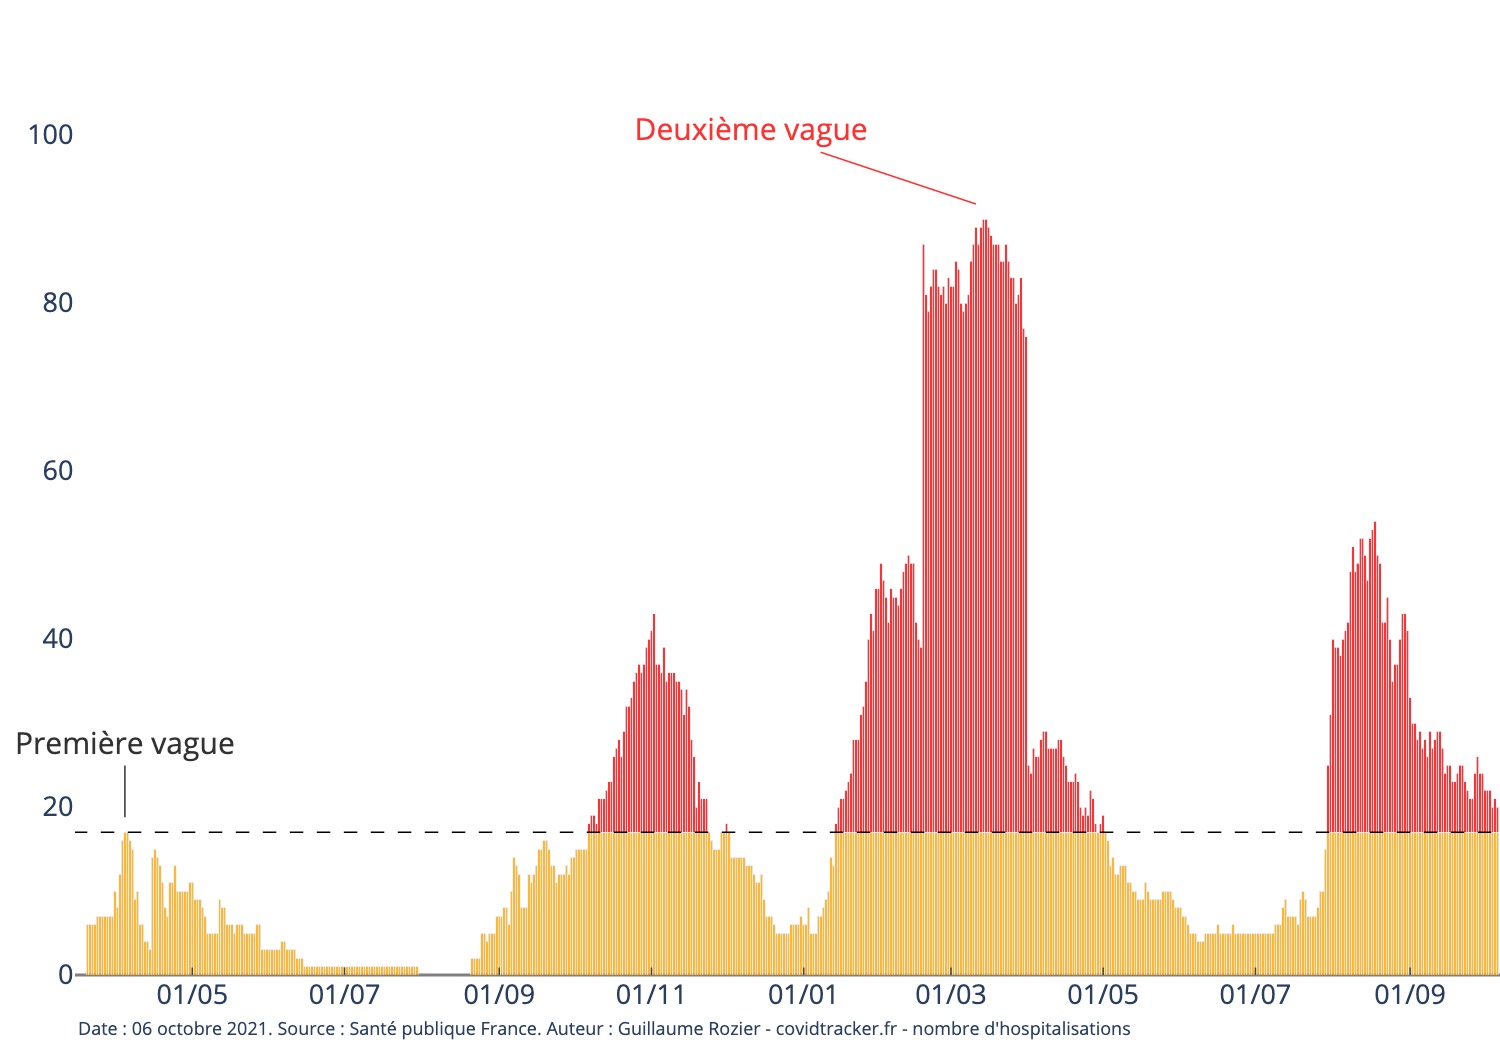 Deuxième vague
100
80
60
40
Première vague
20
0
01/05 01/07 01/09 01/11 01/01 01/03 01/05 01/07 01/09
Date : 06 octobre 2021. Source : Santé publique France. Auteur : Guillaume Rozier - covidtracker.fr - nombre d'hospitalisations